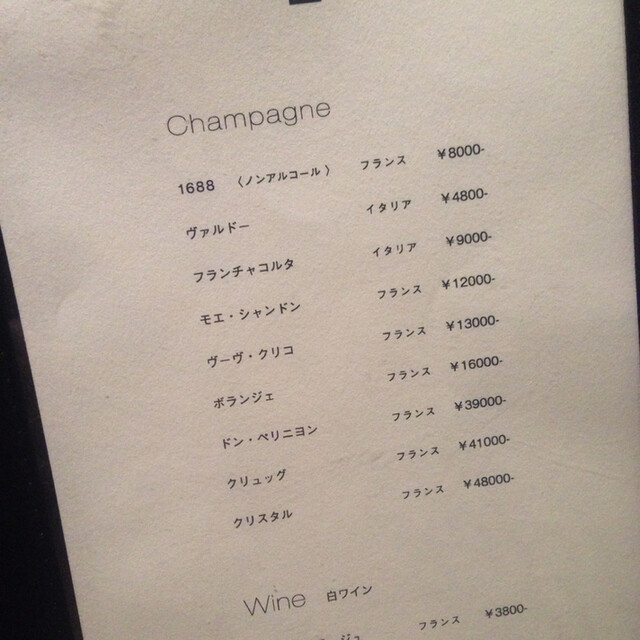 Champagne
1688 〈ノンアルコール〉 フランス ¥8000-
ヴァルドー イタリア ¥4800-
フランチャコルタ イタリア ¥9000-
モエ・シャンドン フランス ¥12000-
ヴーヴ・クリコ フランス ¥13000-
ボランジェ フランス ¥16000-
ドン・ペリニヨン フランス ¥39000-
クリュッグ フランス ¥41000-
クリスタル フランス ¥48000-
Wine 白ワイン
フランス ¥3800-